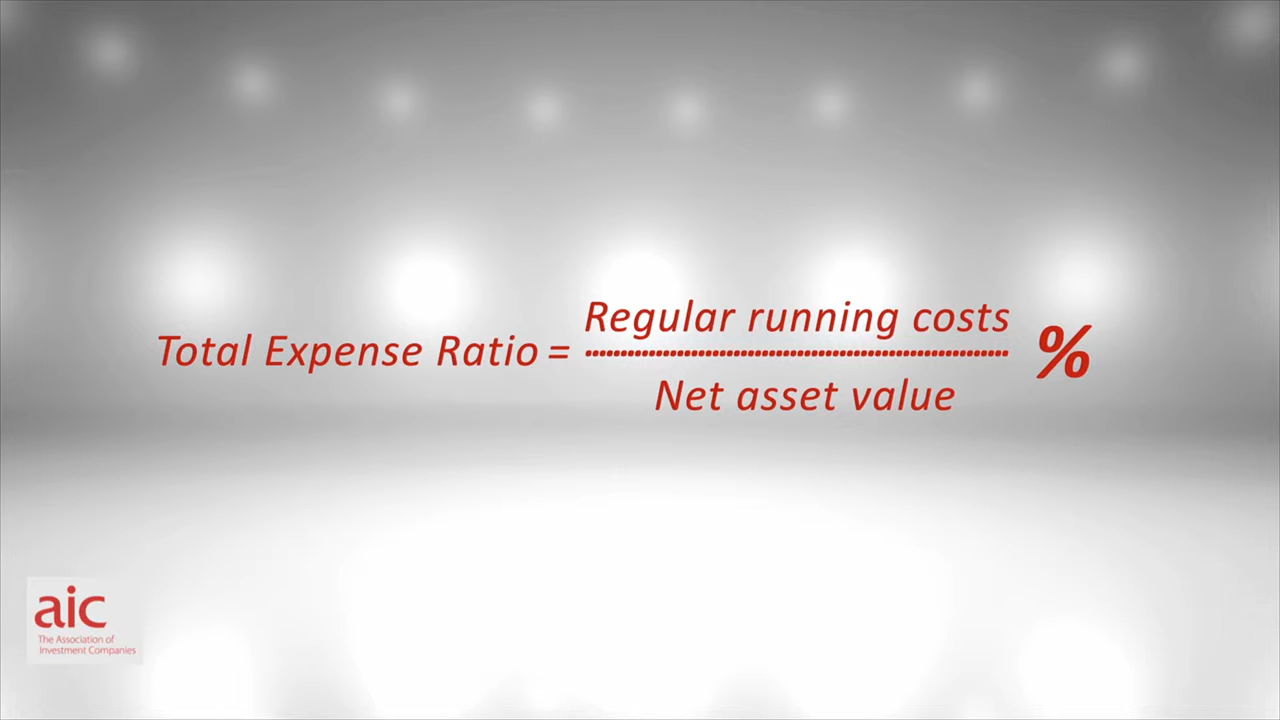 Regular running costs
Total Expense Ratio = %
Net asset value
aic
The Association of
Investment Companies